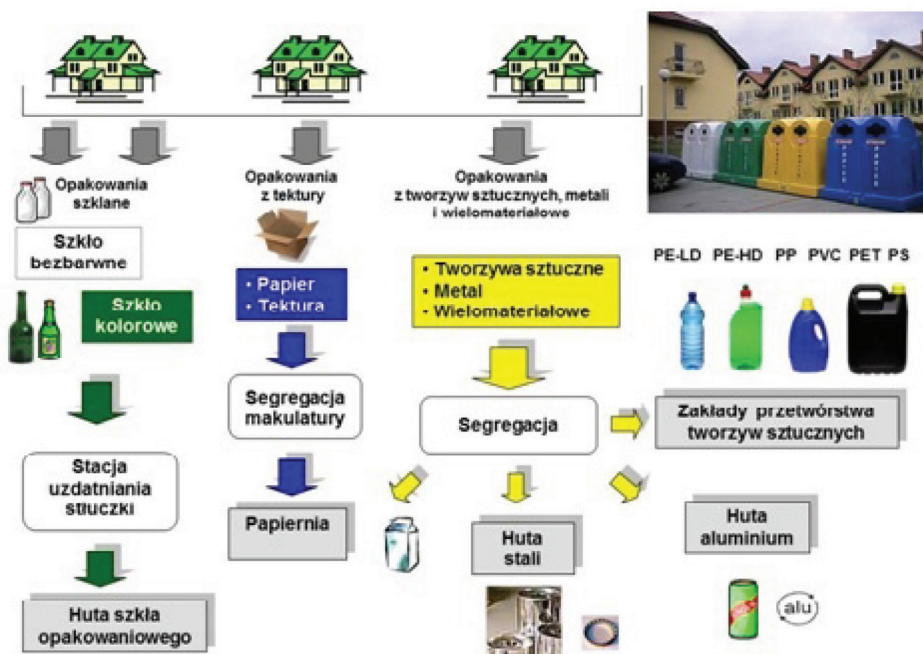 Opakowania
szklane
Szkło
bezbarwne
Szkło
kolorowe
Stacja
uzdatniania
stłuczki
Huta szkła
opakowaniowego
Opakowania
z tektury
• Papier
• Tektura
Segregacja
makulatury
Papiernia
Opakowania
z tworzyw sztucznych, metali
i wielomateriałowe
• Tworzywa sztuczne
• Metal
• Wielomateriałowe
Segregacja
Huta
stali
PE-LD PE-HD PP PVC PET PS
Zakłady przetwórstwa
tworzyw sztucznych
Huta
aluminium
alu